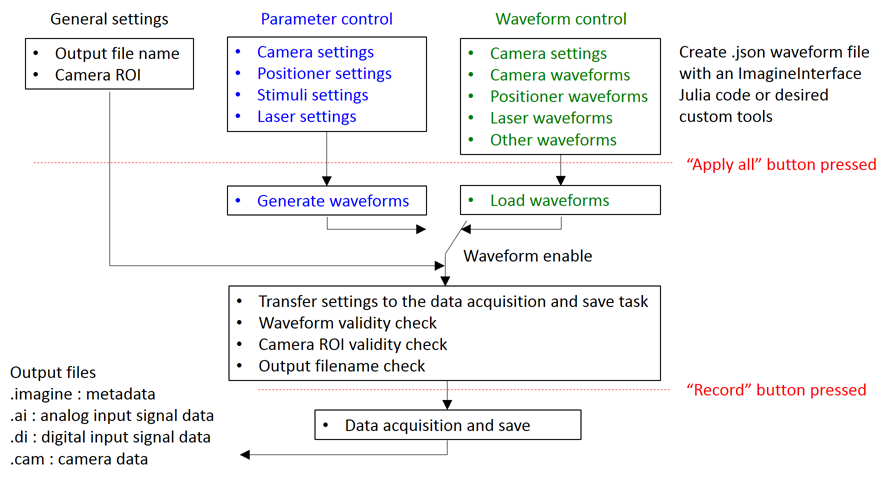 General settings
Parameter control
Waveform control
• Output file name
• Camera ROI
• Camera settings
• Positioner settings
• Stimuli settings
• Laser settings
• Camera settings
• Camera waveforms
• Positioner waveforms
• Laser waveforms
• Other waveforms
Create .json waveform file
with an ImagineInterface
Julia code or desired
custom tools
“Apply all” button pressed
• Generate waveforms
• Load waveforms
Waveform enable
• Transfer settings to the data acquisition and save task
• Waveform validity check
• Camera ROI validity check
• Output filename check
“Record” button pressed
• Data acquisition and save
Output files
.imagine : metadata
.ai : analog input signal data
.di : digital input signal data
.cam : camera data